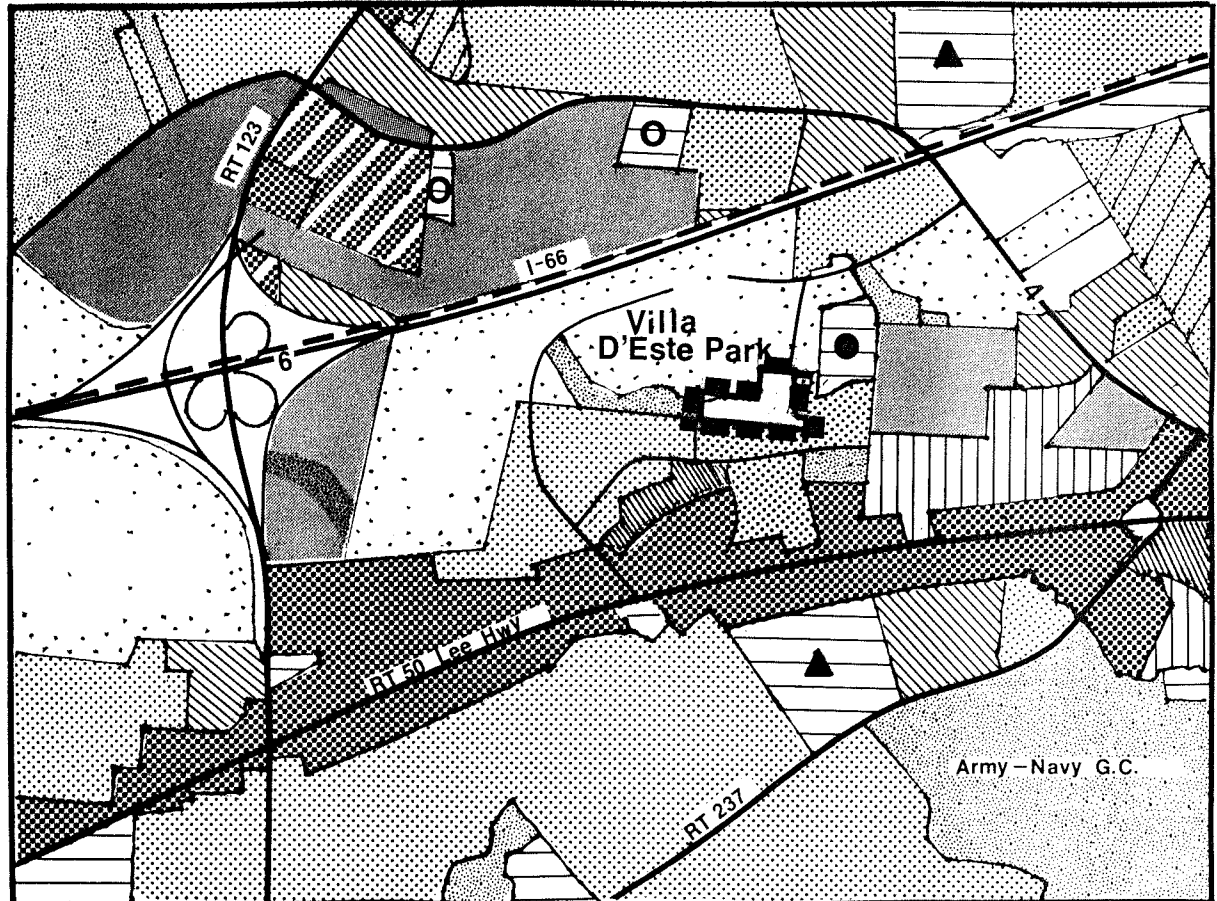 RT 123
I-66
Villa
D'Este Park
6
4
RT 50 Lee Hwy
Army-Navy G.C.
RT 237